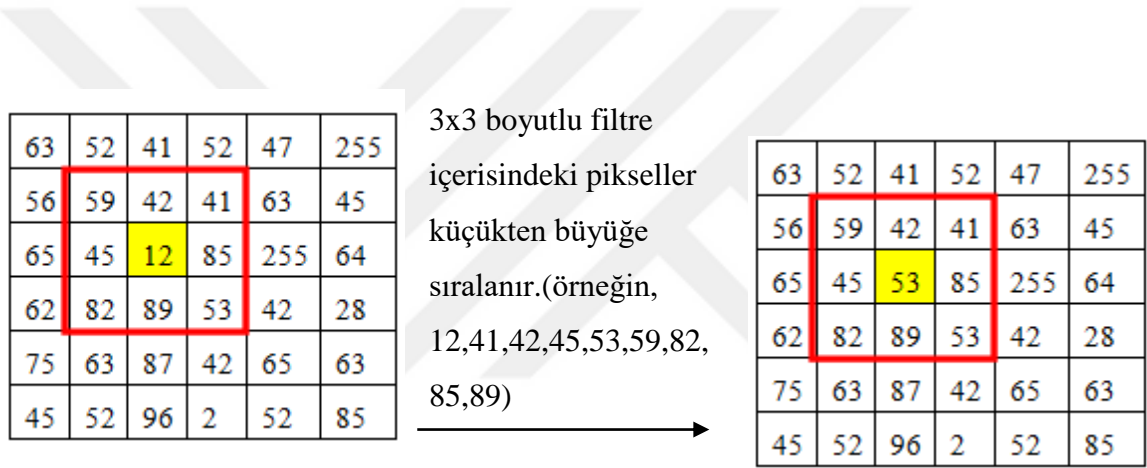 63 52 41 52 47 255
56 59 42 41 63 45
65 45 12 85 255 64
62 82 89 53 42 28
75 63 87 42 65 63
45 52 96 2 52 85
3x3 boyutlu filtre
içerisindeki pikseller
küçükten büyüğe
sıralanır.(örneğin,
12,41,42,45,53,59,82,
85,89)
63 52 41 52 47 255
56 59 42 41 63 45
65 45 53 85 255 64
62 82 89 53 42 28
75 63 87 42 65 63
45 52 96 2 52 85